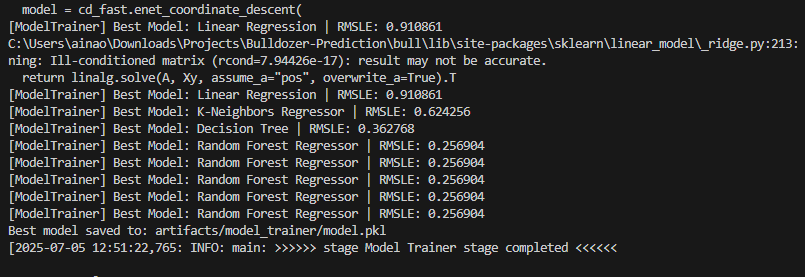 model = cd_fast.enet_coordinate_descent(
[ModelTrainer] Best Model: Linear Regression | RMSLE: 0.910861
C:\Users\ainao\Downloads\Projects\Bulldozer-Prediction\bull\lib\site-packages\sklearn\linear_model\_ridge.py:213:
ning: Ill-conditioned matrix (rcond=7.94426e-17): result may not be accurate.
return linalg.solve(A, Xy, assume_a="pos", overwrite_a=True).T
[ModelTrainer] Best Model: Linear Regression | RMSLE: 0.910861
[ModelTrainer] Best Model: K-Neighbors Regressor | RMSLE: 0.624256
[ModelTrainer] Best Model: Decision Tree | RMSLE: 0.362768
[ModelTrainer] Best Model: Random Forest Regressor | RMSLE: 0.256904
[ModelTrainer] Best Model: Random Forest Regressor | RMSLE: 0.256904
[ModelTrainer] Best Model: Random Forest Regressor | RMSLE: 0.256904
[ModelTrainer] Best Model: Random Forest Regressor | RMSLE: 0.256904
[ModelTrainer] Best Model: Random Forest Regressor | RMSLE: 0.256904
Best model saved to: artifacts/model_trainer/model.pkl
[2025-07-05 12:51:22,765: INFO: main: >>>>>> stage Model Trainer stage completed <<<<<<